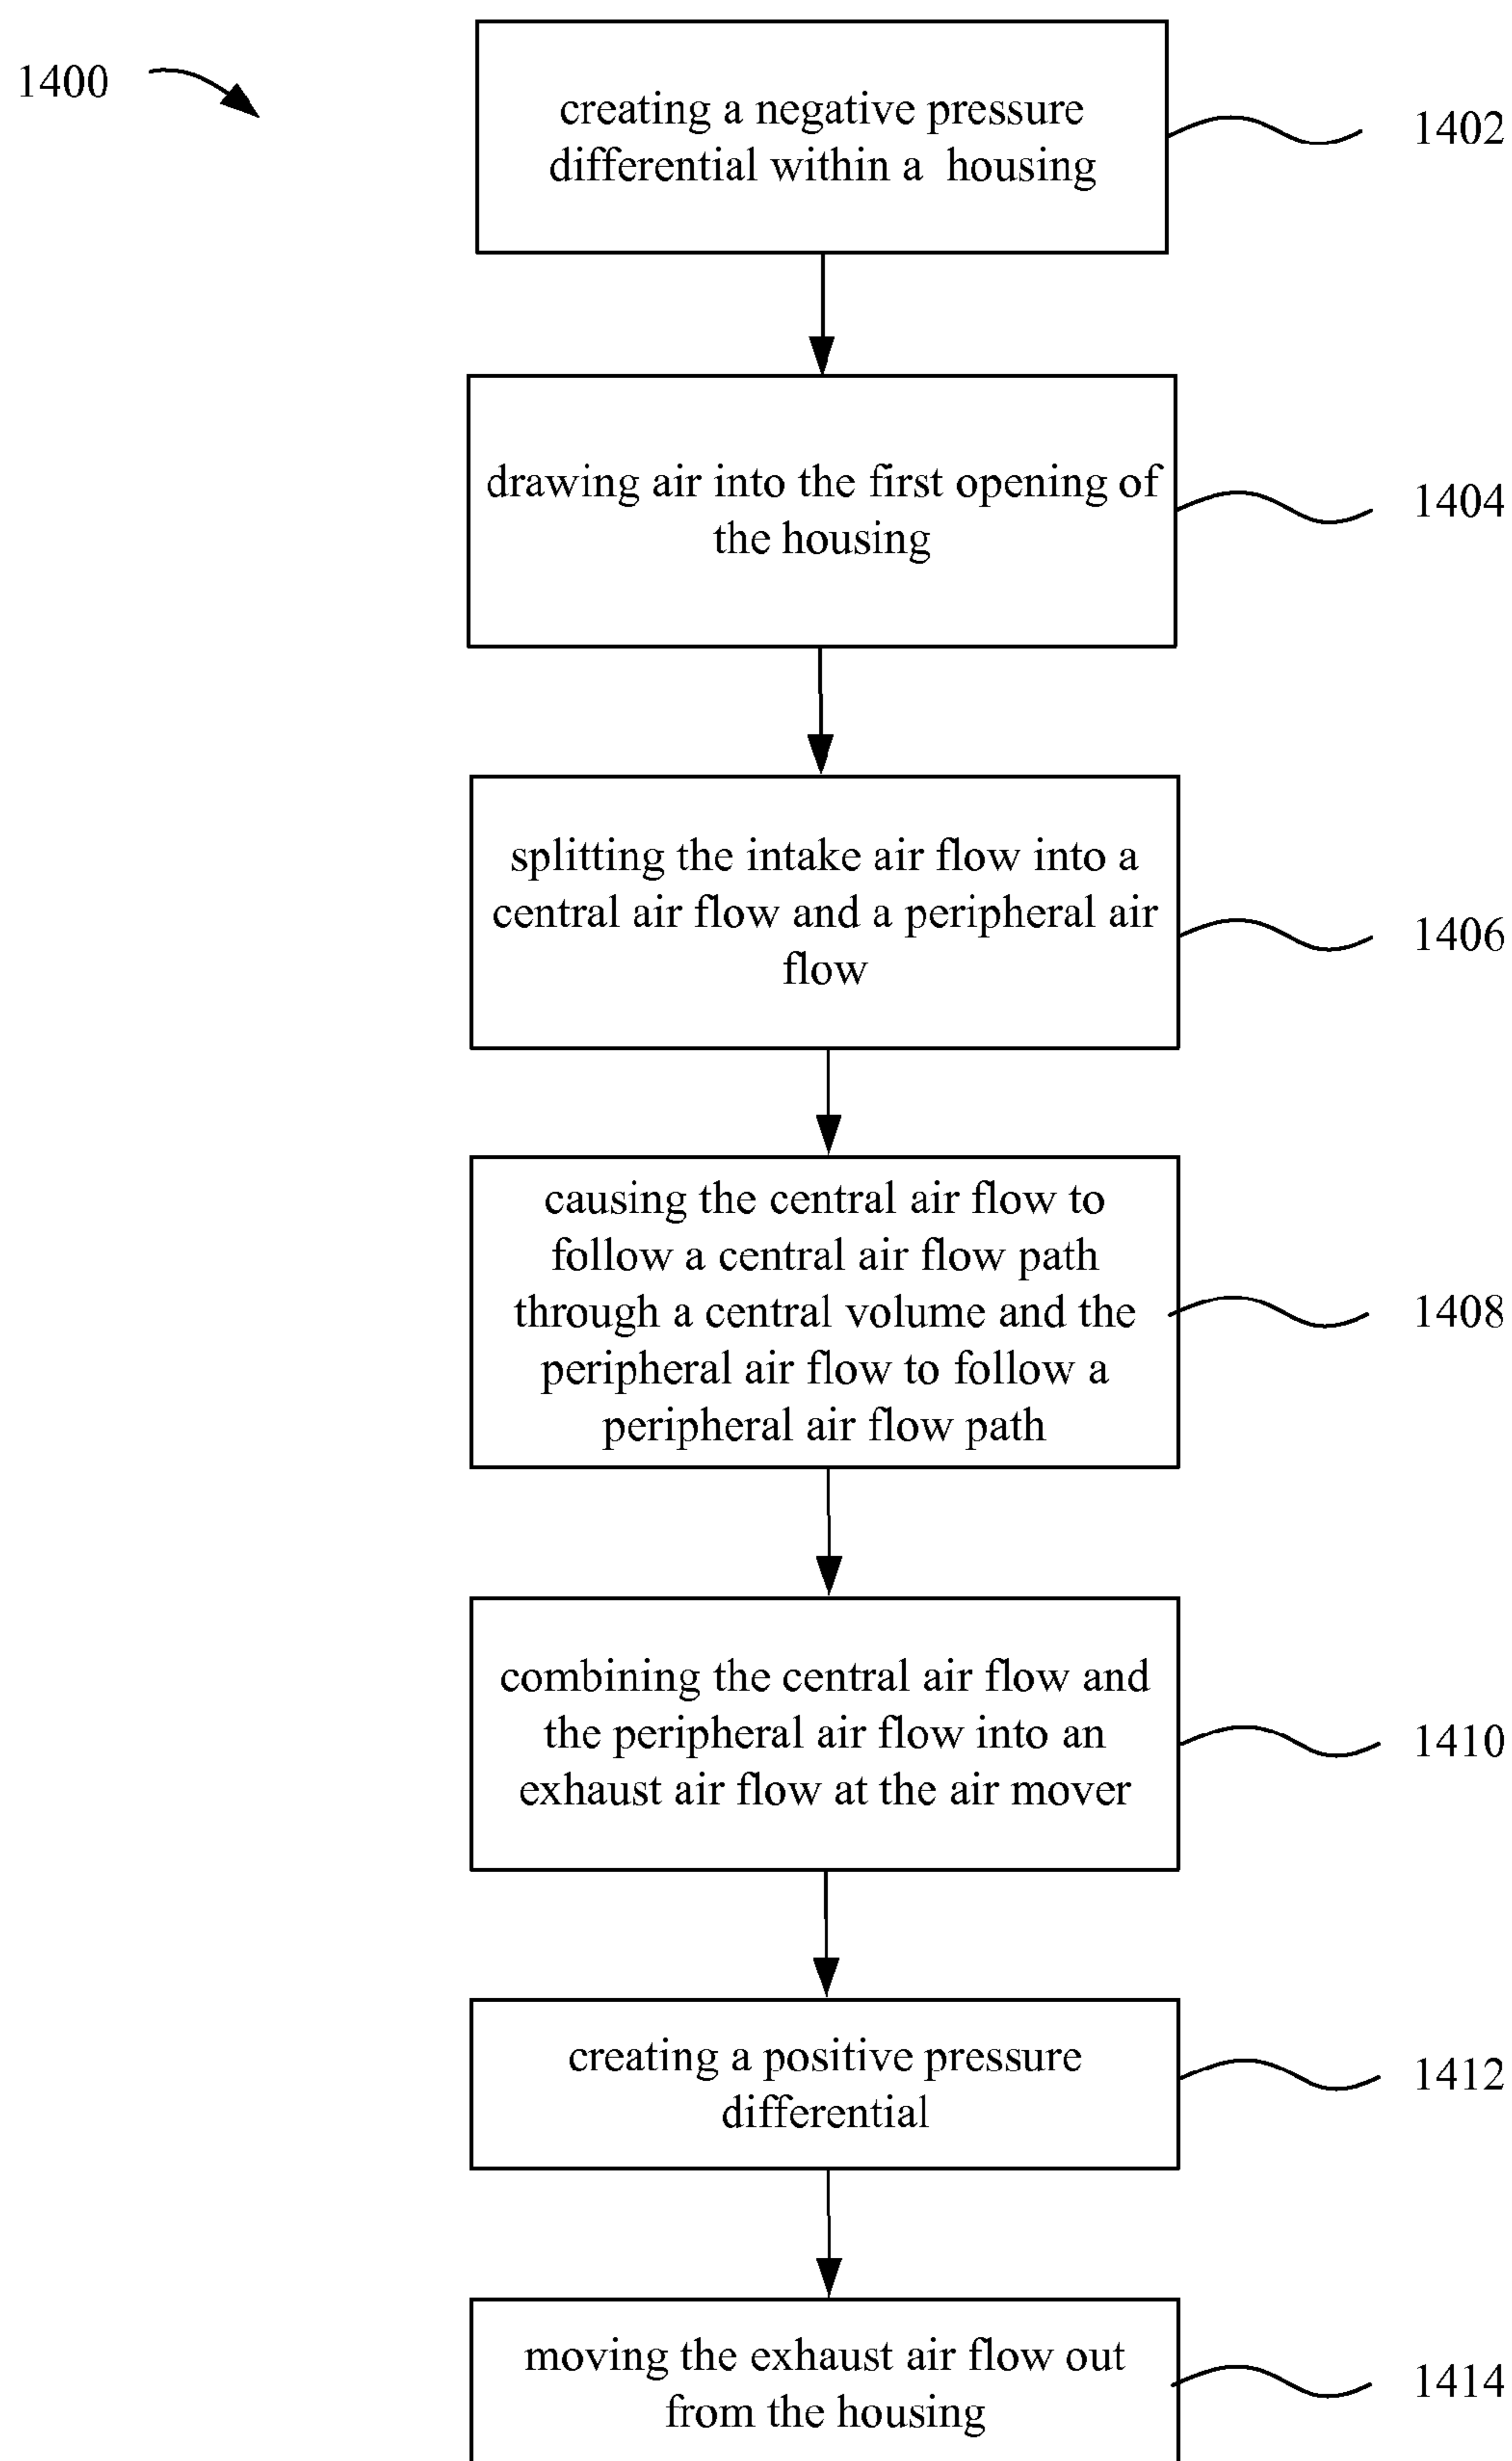 1400
creating a negative pressure
differential within a housing
1402
drawing air into the first opening of
the housing
1404
splitting the intake air flow into a
central air flow and a peripheral air
flow
1406
causing the central air flow to
follow a central air flow path
through a central volume and the
peripheral air flow to follow a
peripheral air flow path
1408
combining the central air flow and
the peripheral air flow into an
exhaust air flow at the air mover
1410
creating a positive pressure
differential
1412
moving the exhaust air flow out
from the housing
1414